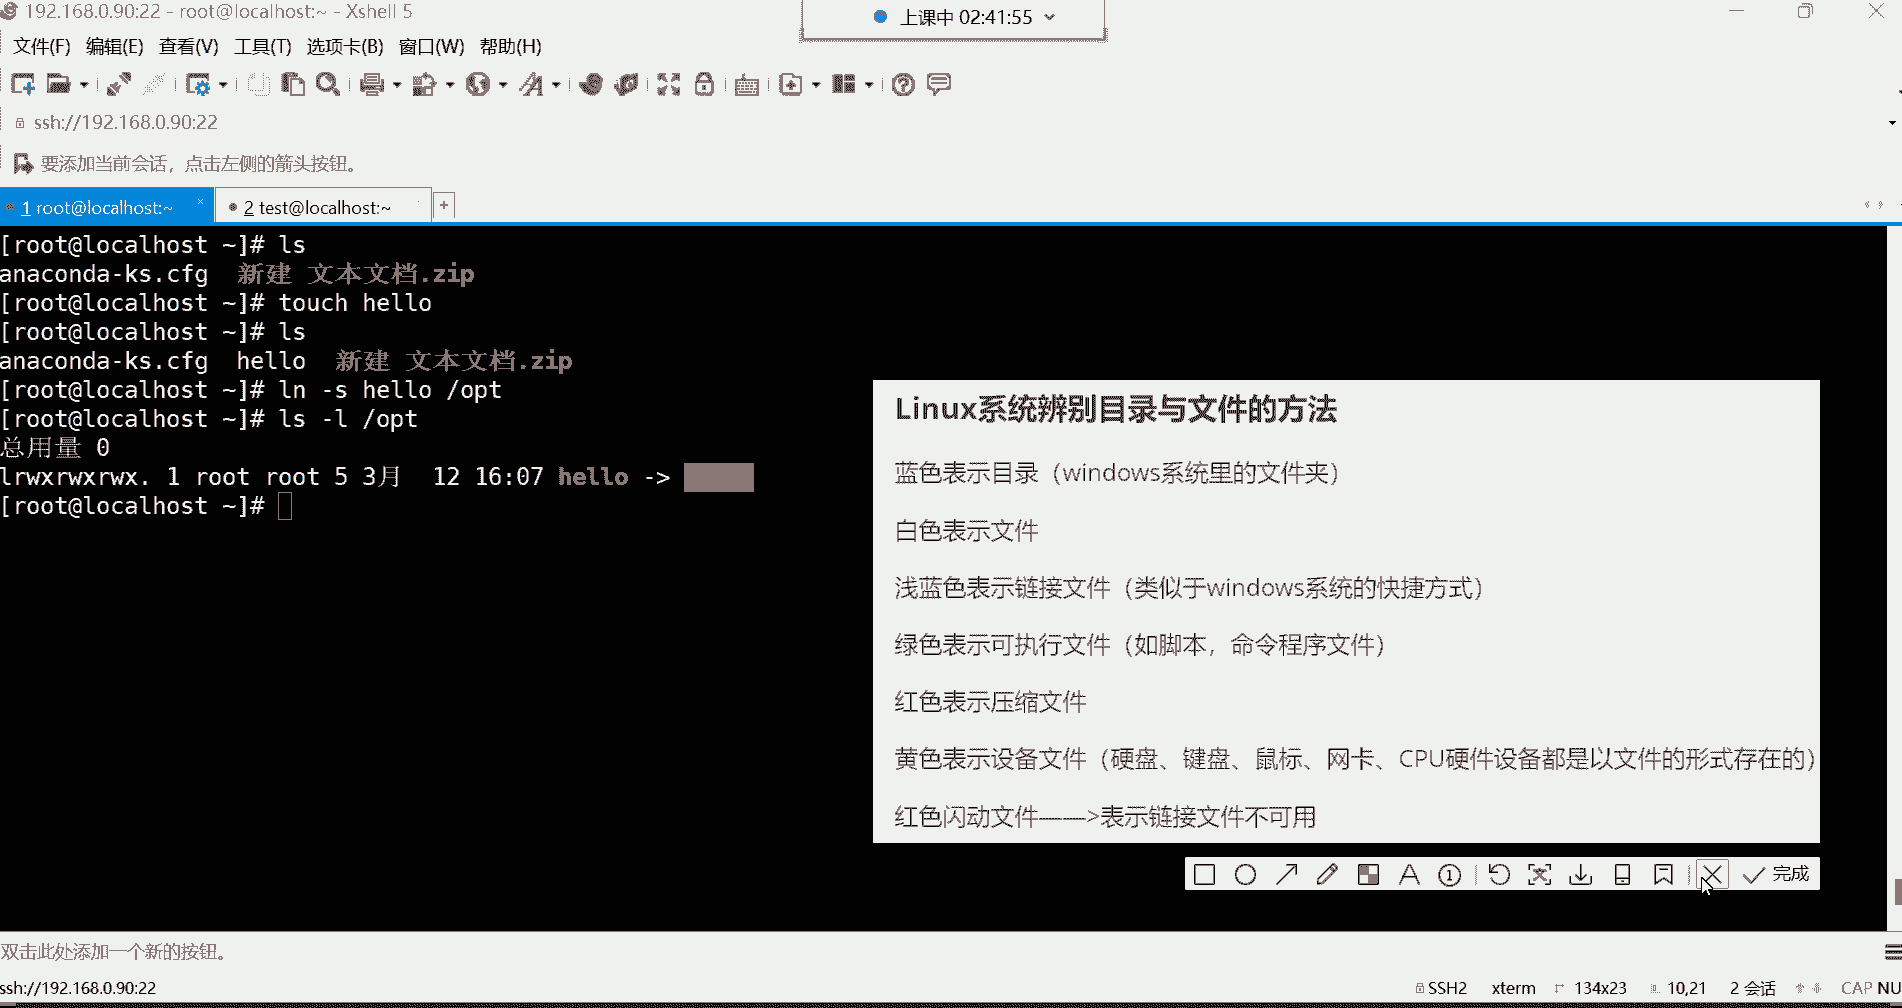 192.168.0.90:22 - root@localhost:~ - Xshell 5
上课中 02:41:55
文件(F) 编辑(E) 查看(V) 工具(T) 选项卡(B) 窗口(W) 帮助(H)
ssh://192.168.0.90:22
要添加当前会话，点击左侧的箭头按钮。
1 root@localhost:~ × 2 test@localhost:~ +
[root@localhost ~]# ls
anaconda-ks.cfg 新建 文本文档.zip
[root@localhost ~]# touch hello
[root@localhost ~]# ls
anaconda-ks.cfg hello 新建 文本文档.zip
[root@localhost ~]# ln -s hello /opt
[root@localhost ~]# ls -l /opt
总用量 0
lrwxrwxrwx. 1 root root 5 3月 12 16:07 hello ->
[root@localhost ~]#
Linux系统辨别目录与文件的方法
蓝色表示目录（windows系统里的文件夹）
白色表示文件
浅蓝色表示链接文件（类似于windows系统的快捷方式）
绿色表示可执行文件（如脚本，命令程序文件）
红色表示压缩文件
黄色表示设备文件（硬盘、键盘、鼠标、网卡、CPU硬件设备都是以文件的形式存在的）
红色闪动文件——>表示链接文件不可用
完成
双击此处添加一个新的按钮。
ssh://192.168.0.90:22 SSH2 xterm 134x23 10,21 2 会话 CAP NU